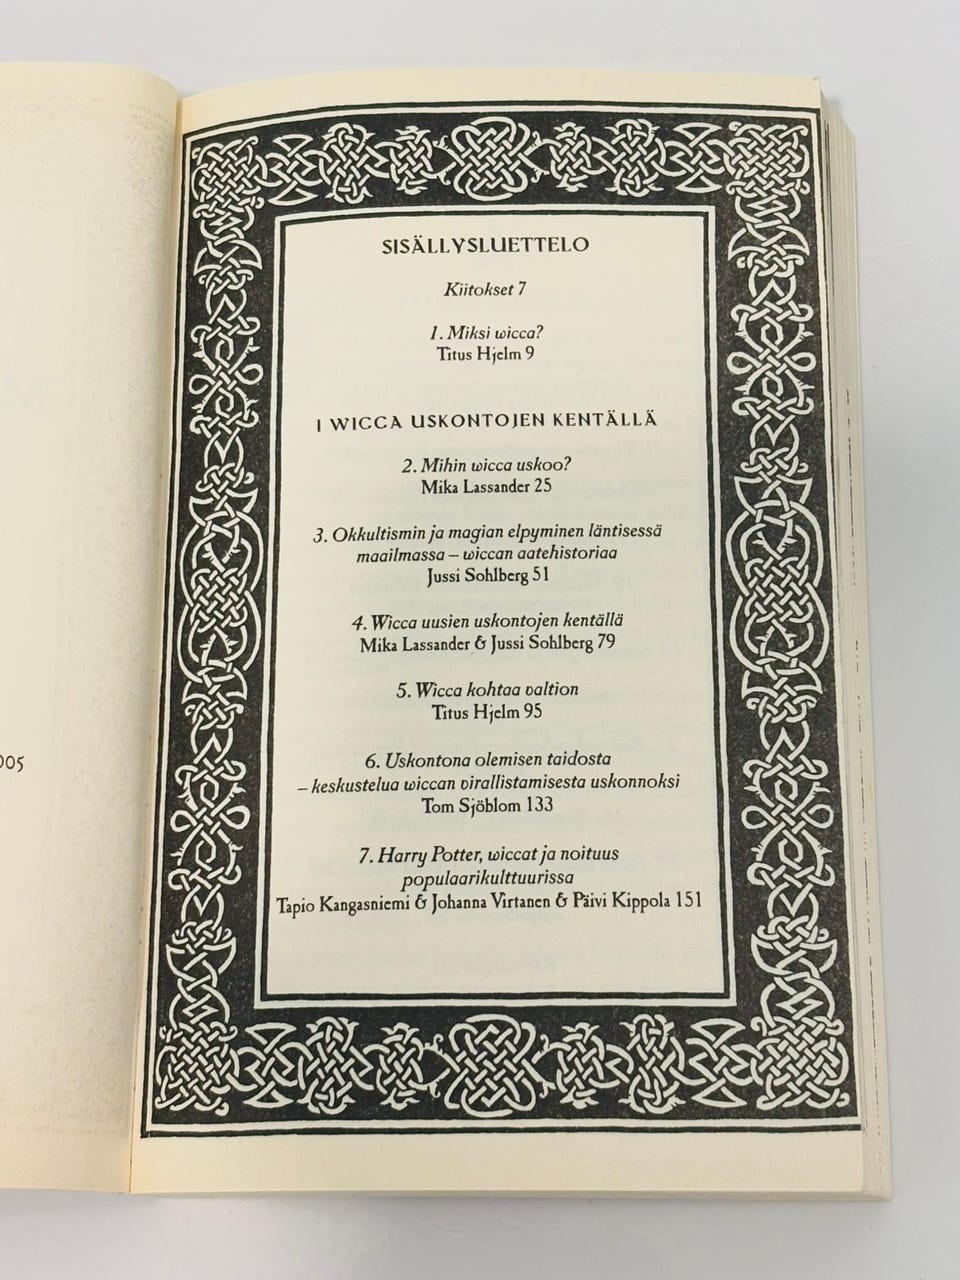 005
SISÄLLYSLUETTELO
Kiitokset 7
1. Miksi wicca?
Titus Hjelm 9
I WICCA USKONTOJEN KENTÄLLÄ
2. Mihin wicca uskoo?
Mika Lassander 25
3. Okkultismin ja magian elpyminen läntisessä
maailmassa – wiccan aatehistoriaa
Jussi Sohlberg 51
4. Wicca uusien uskontojen kentällä
Mika Lassander & Jussi Sohlberg 79
5. Wicca kohtaa valtion
Titus Hjelm 95
6. Uskontona olemisen taidosta
– keskustelua wiccan virallistamisesta uskonnoksi
Tom Sjöblom 133
7. Harry Potter, wiccat ja noituus
populaarikulttuurissa
Tapio Kangasniemi & Johanna Virtanen & Päivi Kippola 151